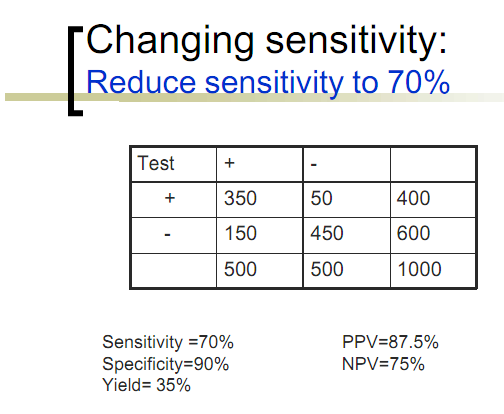 Changing sensitivity:
Reduce sensitivity to 70%
Test + -
+ 350 50 400
- 150 450 600
500 500 1000
Sensitivity =70% PPV=87.5%
Specificity=90% NPV=75%
Yield= 35%